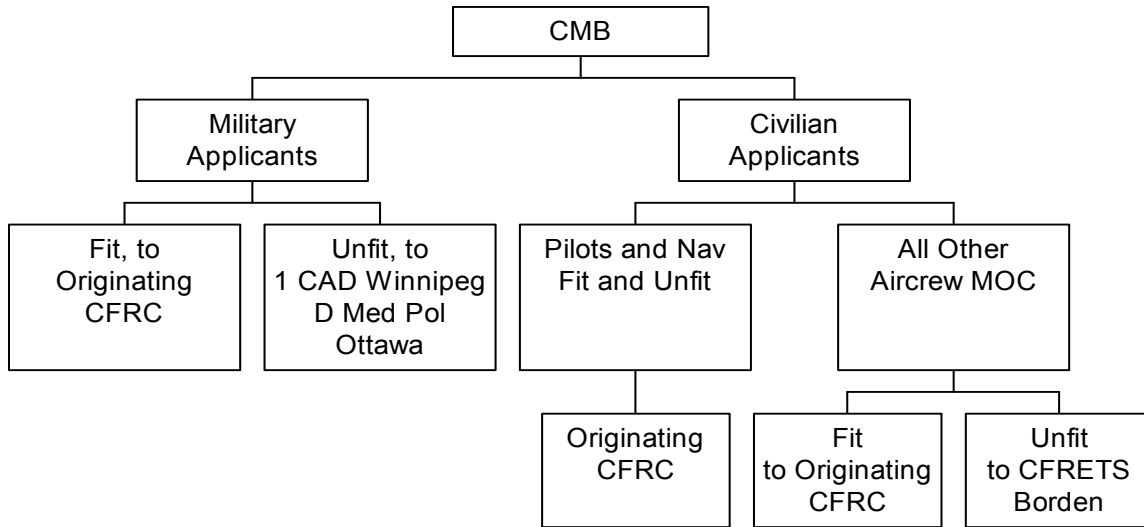 CMB
Military
Applicants
Civilian
Applicants
Fit, to
Originating
CFRC
Unfit, to
1 CAD Winnipeg
D Med Pol
Ottawa
Pilots and Nav
Fit and Unfit
All Other
Aircrew MOC
Originating
CFRC
Fit
to Originating
CFRC
Unfit
to CFRETS
Borden